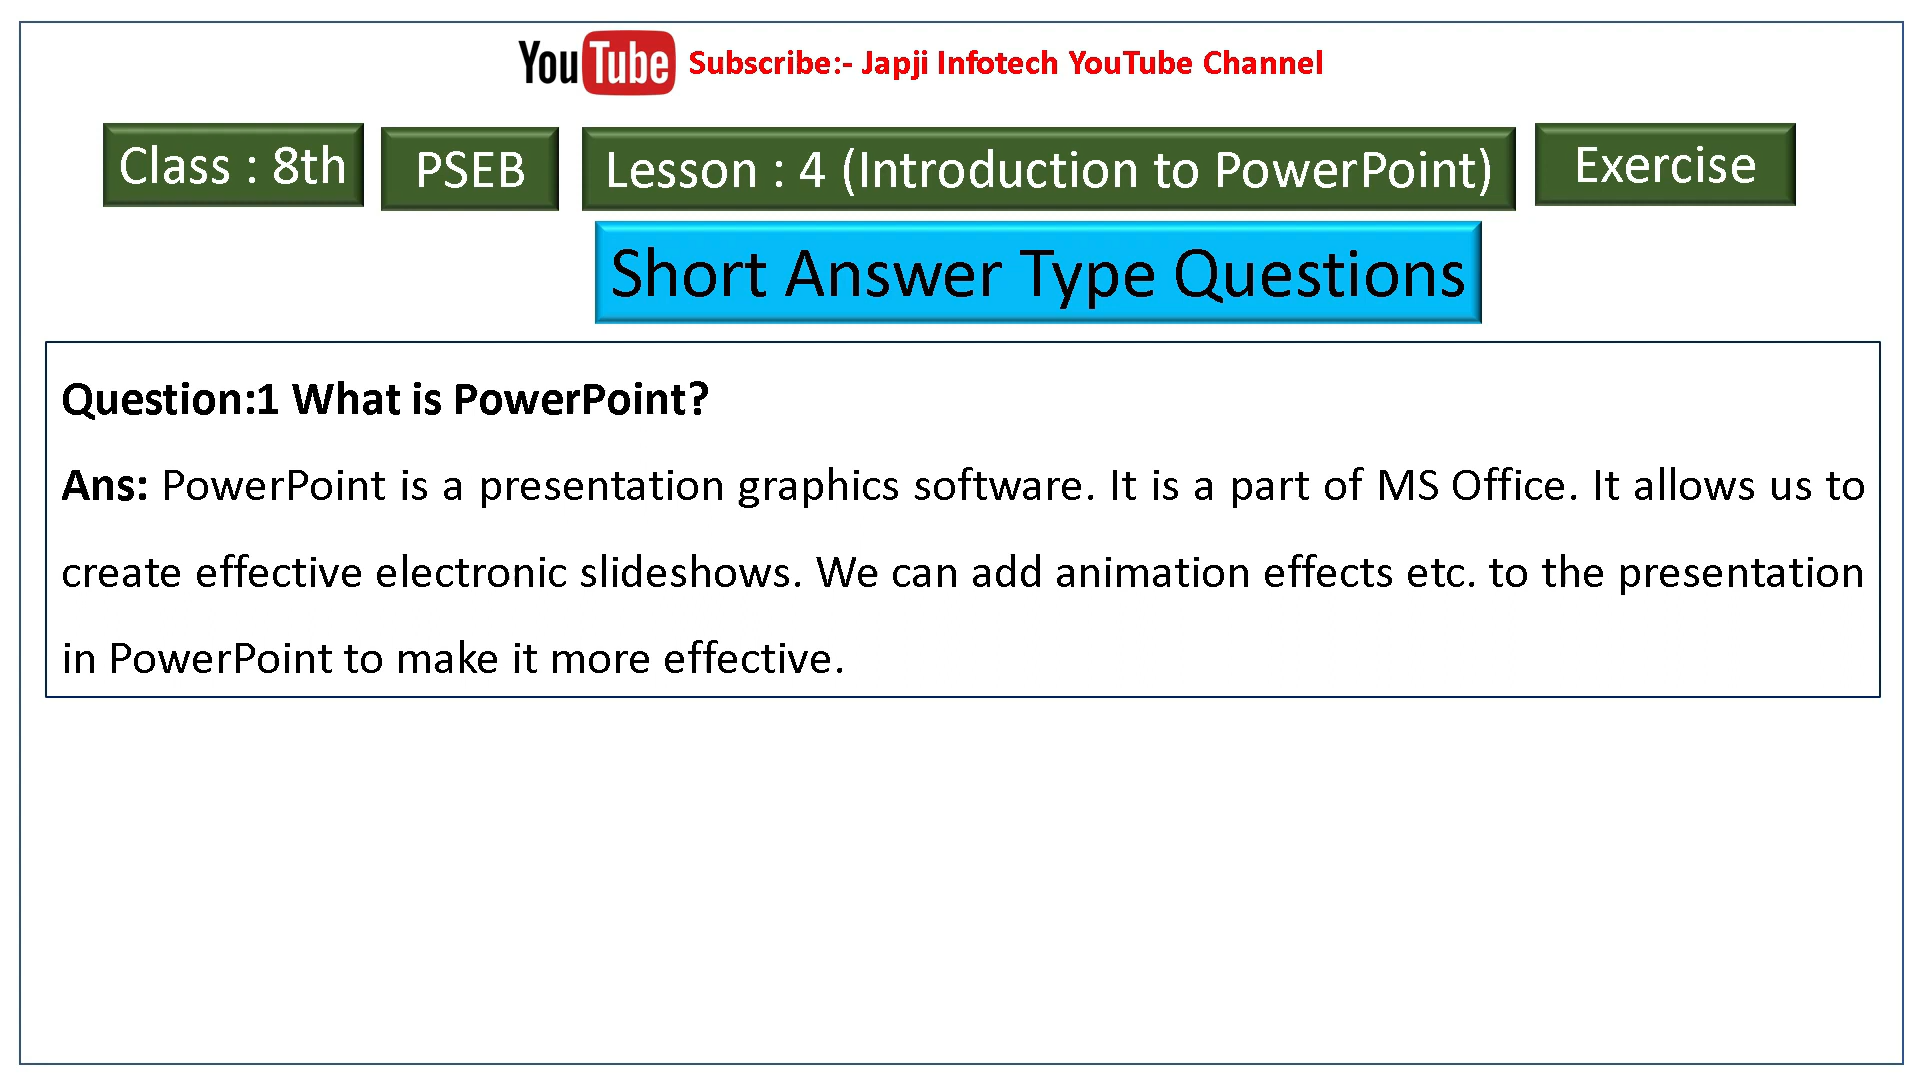 YouTube Subscribe:- Japji Infotech YouTube Channel
Class : 8th PSEB Lesson : 4 (Introduction to PowerPoint) Exercise
Short Answer Type Questions
Question:1 What is PowerPoint?
Ans: PowerPoint is a presentation graphics software. It is a part of MS Office. It allows us to
create effective electronic slideshows. We can add animation effects etc. to the presentation
in PowerPoint to make it more effective.